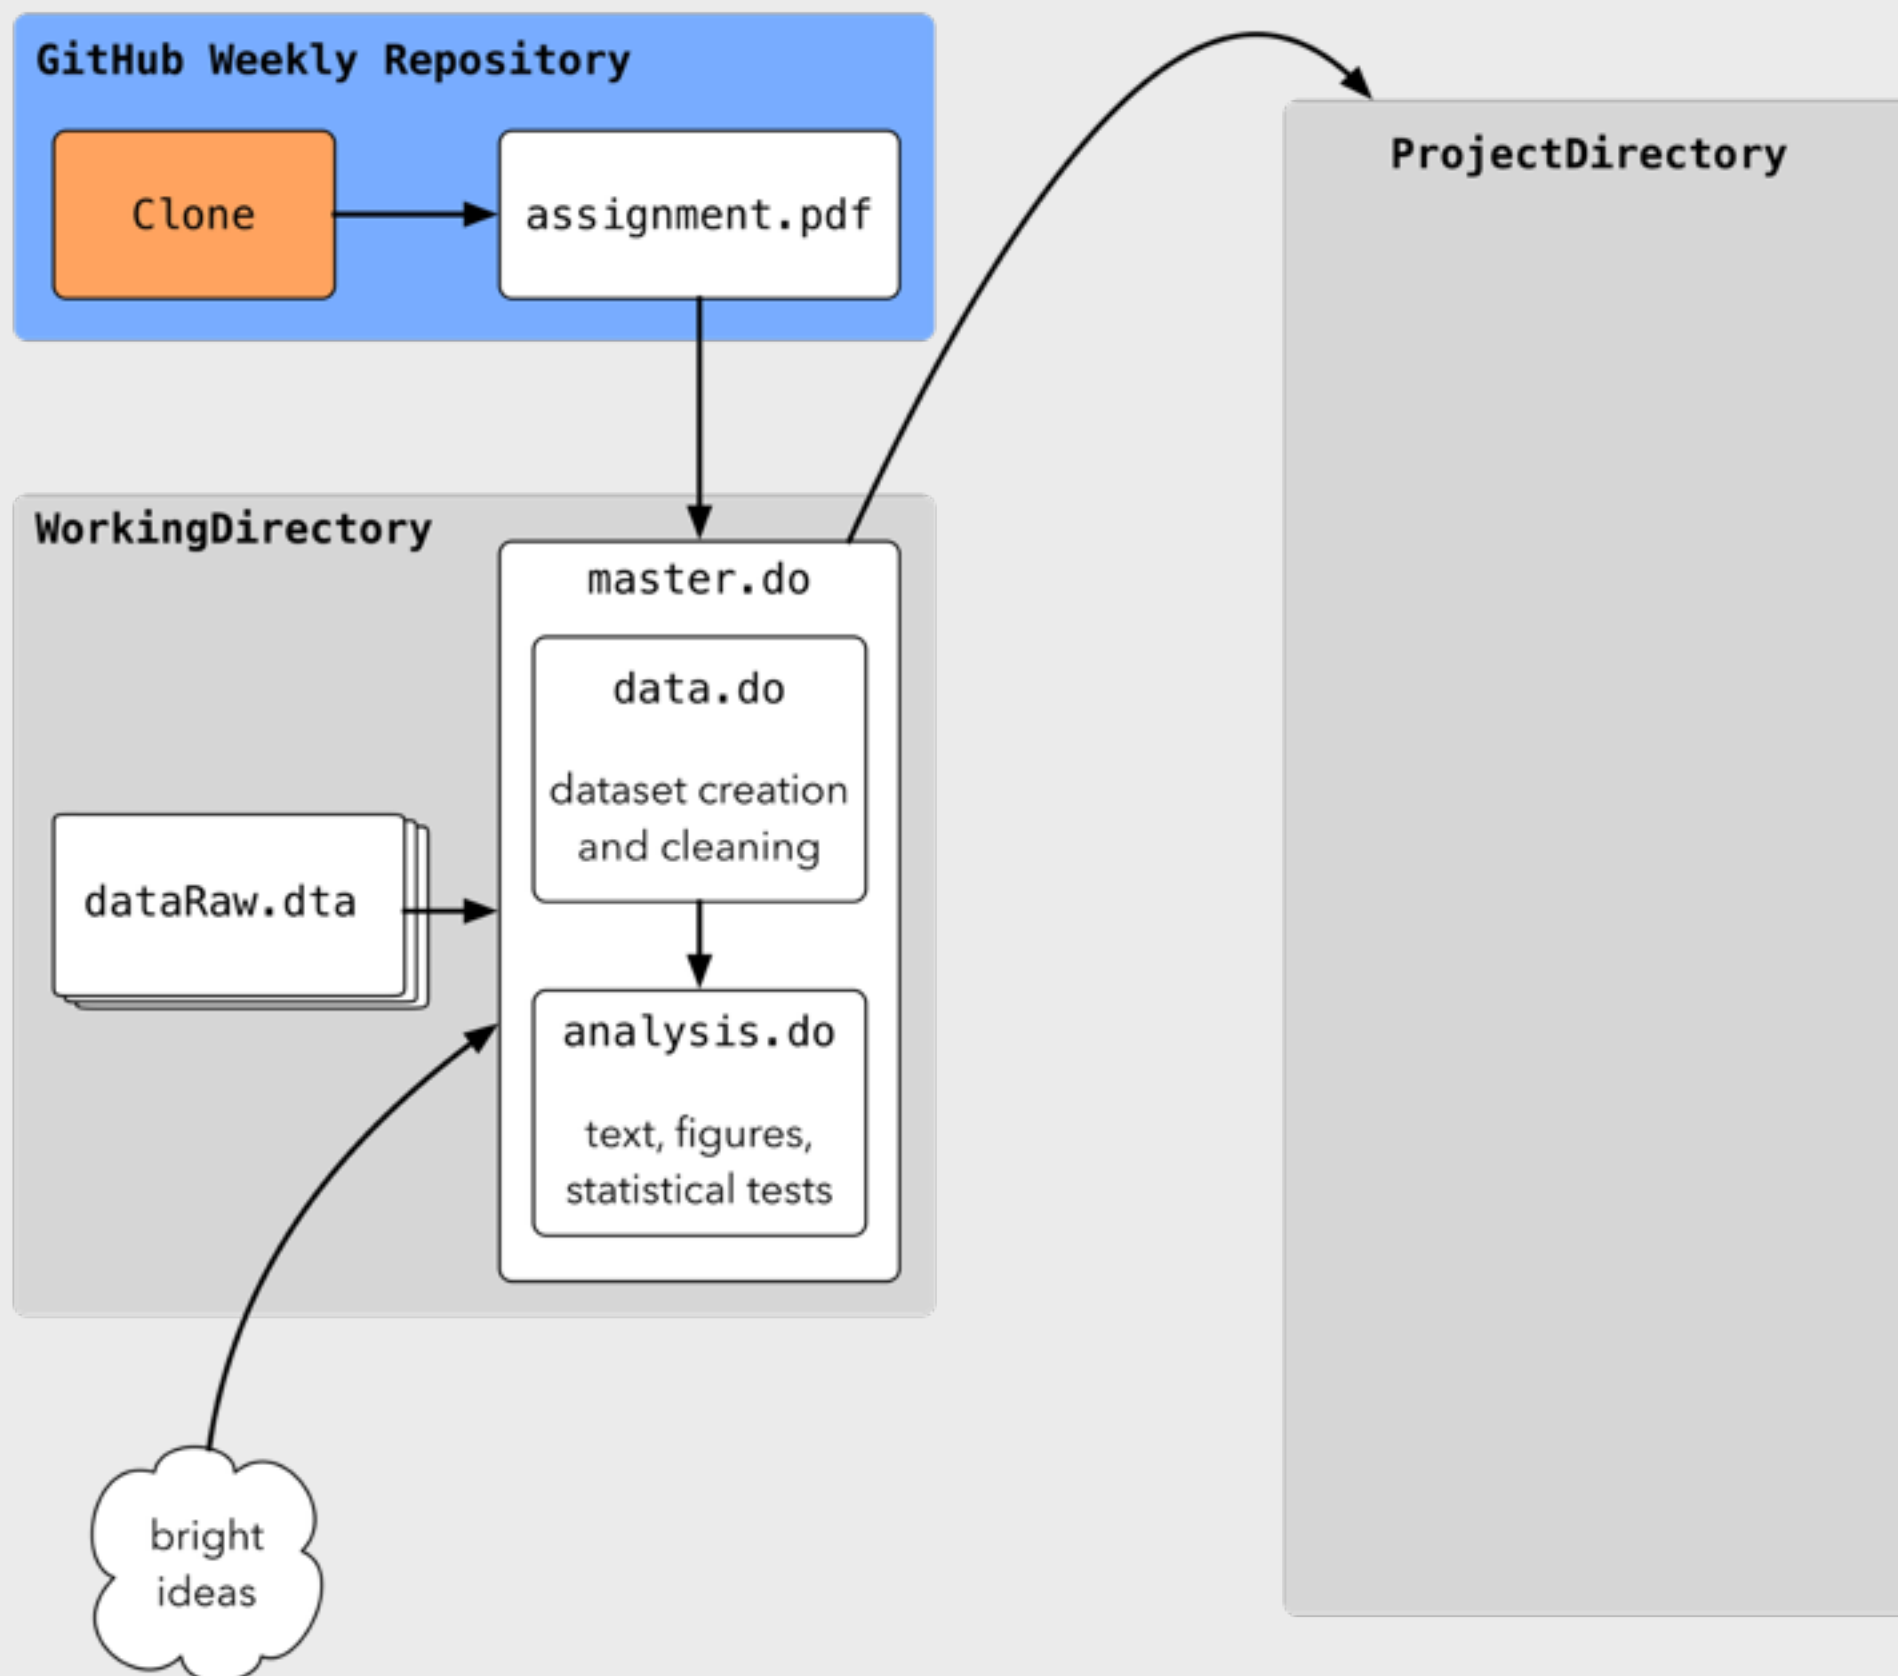 GitHub Weekly Repository
Clone
assignment.pdf
ProjectDirectory
WorkingDirectory
master.do
data.do
dataset creation
and cleaning
dataRaw.dta
analysis.do
text, figures,
statistical tests
bright
ideas